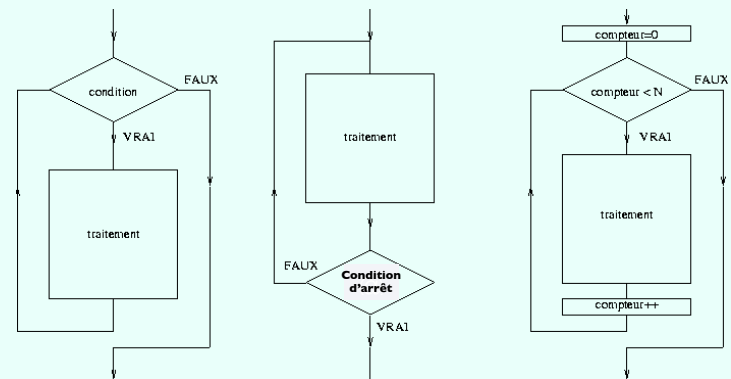 condition
FAUX
VRAI
traitement
traitement
FAUX
Condition
d'arrêt
VRAI
compteur=0
compteur < N
FAUX
VRAI
traitement
compteur++